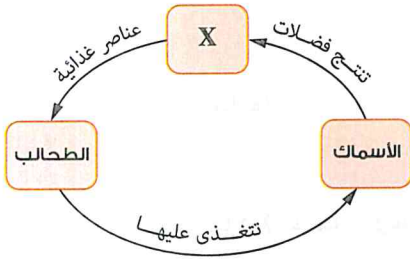 X
تنتج فضلات
عناصر غذائية
الأسماك
الطحالب
تتغذى عليها